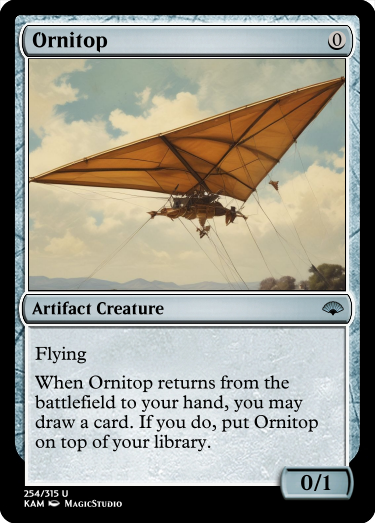 Ornitop 0
Artifact Creature
Flying
When Ornitop returns from the
battlefield to your hand, you may
draw a card. If you do, put Ornitop
on top of your library.
0/1
254/315 U
KAM MagicStudio